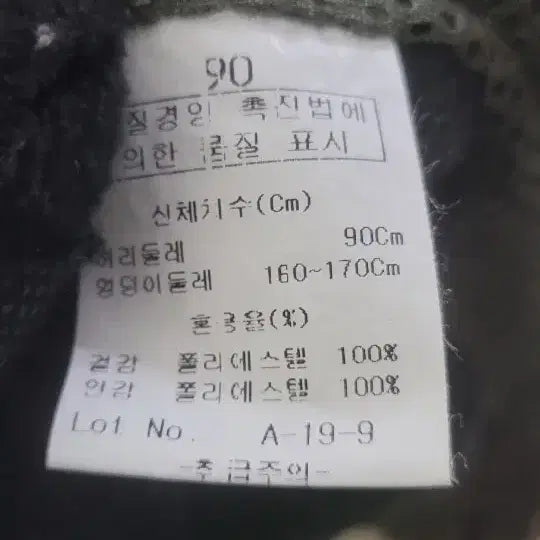 90
질경영 촉진법에
의한 품질 표시
신체치수(Cm)
허리둘레 90Cm
엉덩이둘레 160~170Cm
혼용율(%)
겉감 폴리에스텔 100%
안감 폴리에스텔 100%
Lot No. A-19-9
-취급주의-